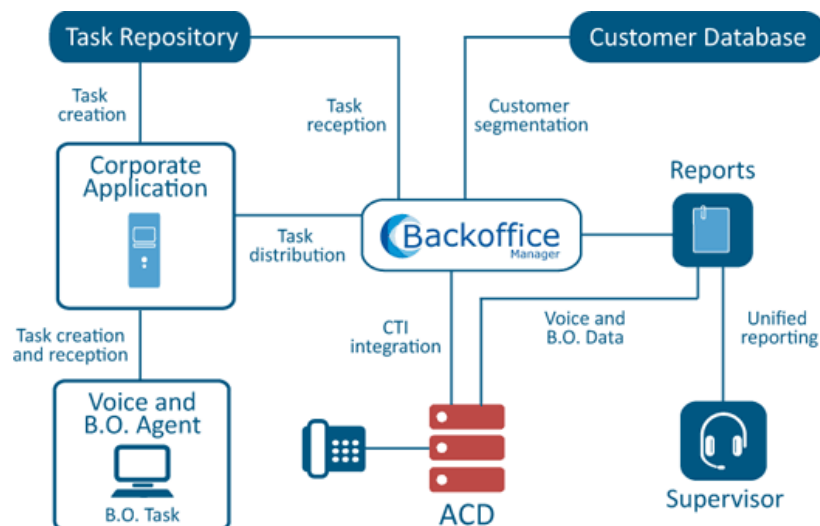 Task Repository
Customer Database
Task
creation
Task
reception
Customer
segmentation
Corporate
Application
Reports
Backoffice
Manager
Task
distribution
Task creation
and reception
CTI
integration
Voice and
B.O. Data
Unified
reporting
Voice and
B.O. Agent
B.O. Task
ACD
Supervisor